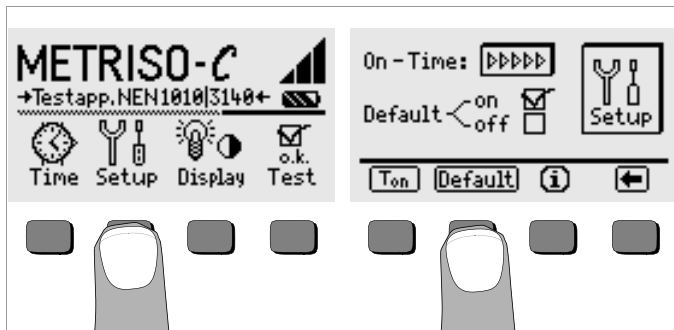 METRISO-C
→Testapp.NEN1010|3140←
Time Setup Display o.k. Test
On-Time: ▷▷▷▷▷
Default on
off
Setup
Ton Default i ←